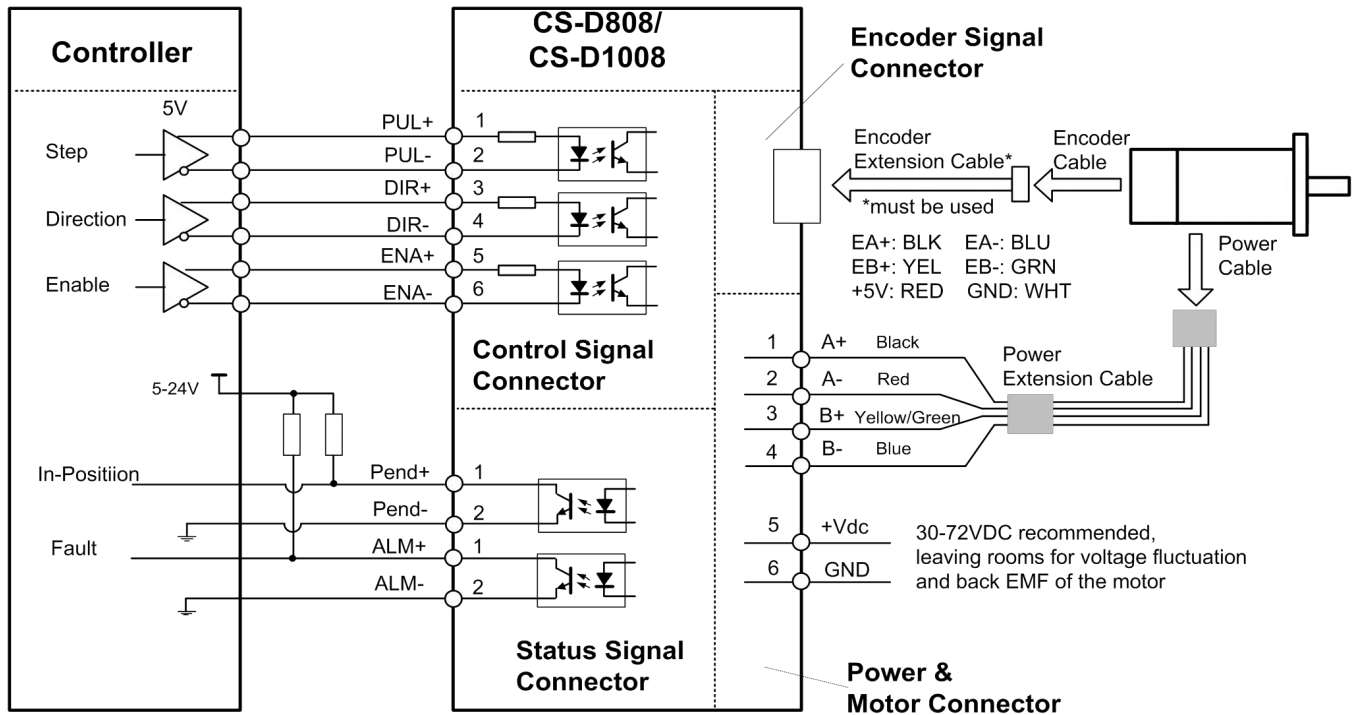 Controller
CS-D808/
CS-D1008
Encoder Signal
Connector
5V
Step
Direction
Enable
PUL+ 1
PUL- 2
DIR+ 3
DIR- 4
ENA+ 5
ENA- 6
Control Signal
Connector
Encoder
Extension Cable*
*must be used
Encoder
Cable
EA+: BLK EA-: BLU
EB+: YEL EB-: GRN
+5V: RED GND: WHT
Power
Cable
1 A+ Black
2 A- Red
3 B+ Yellow/Green
4 B- Blue
Power
Extension Cable
5-24V
In-Positiion
Fault
Pend+ 1
Pend- 2
ALM+ 1
ALM- 2
5 +Vdc
6 GND
30-72VDC recommended,
leaving rooms for voltage fluctuation
and back EMF of the motor
Status Signal
Connector
Power &
Motor Connector